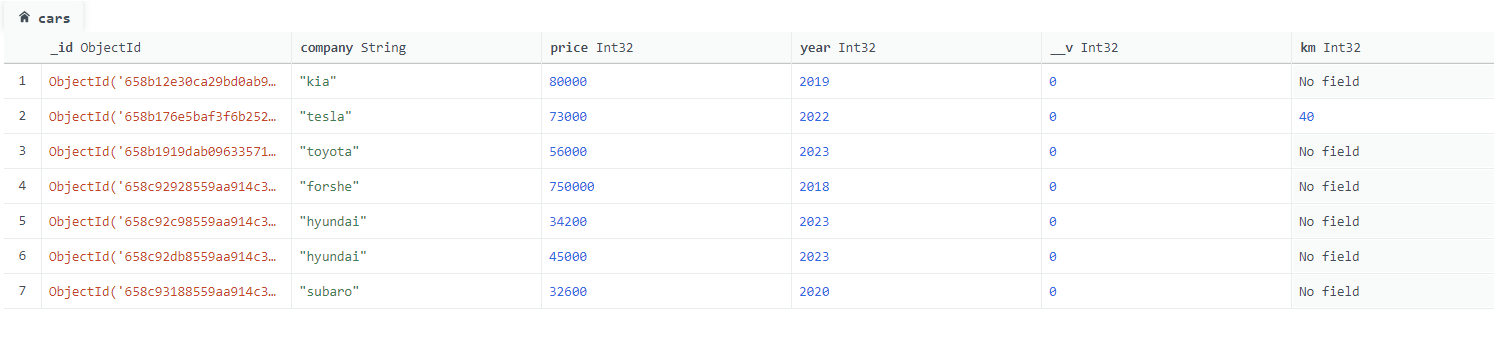 cars
_id ObjectId company String price Int32 year Int32 __v Int32 km Int32
1 ObjectId('658b12e30ca29bd0ab9… "kia" 80000 2019 0 No field
2 ObjectId('658b176e5baf3f6b252… "tesla" 73000 2022 0 40
3 ObjectId('658b1919dab09633571… "toyota" 56000 2023 0 No field
4 ObjectId('658c92928559aa914c3… "forshe" 750000 2018 0 No field
5 ObjectId('658c92c98559aa914c3… "hyundai" 34200 2023 0 No field
6 ObjectId('658c92db8559aa914c3… "hyundai" 45000 2023 0 No field
7 ObjectId('658c93188559aa914c3… "subaro" 32600 2020 0 No field